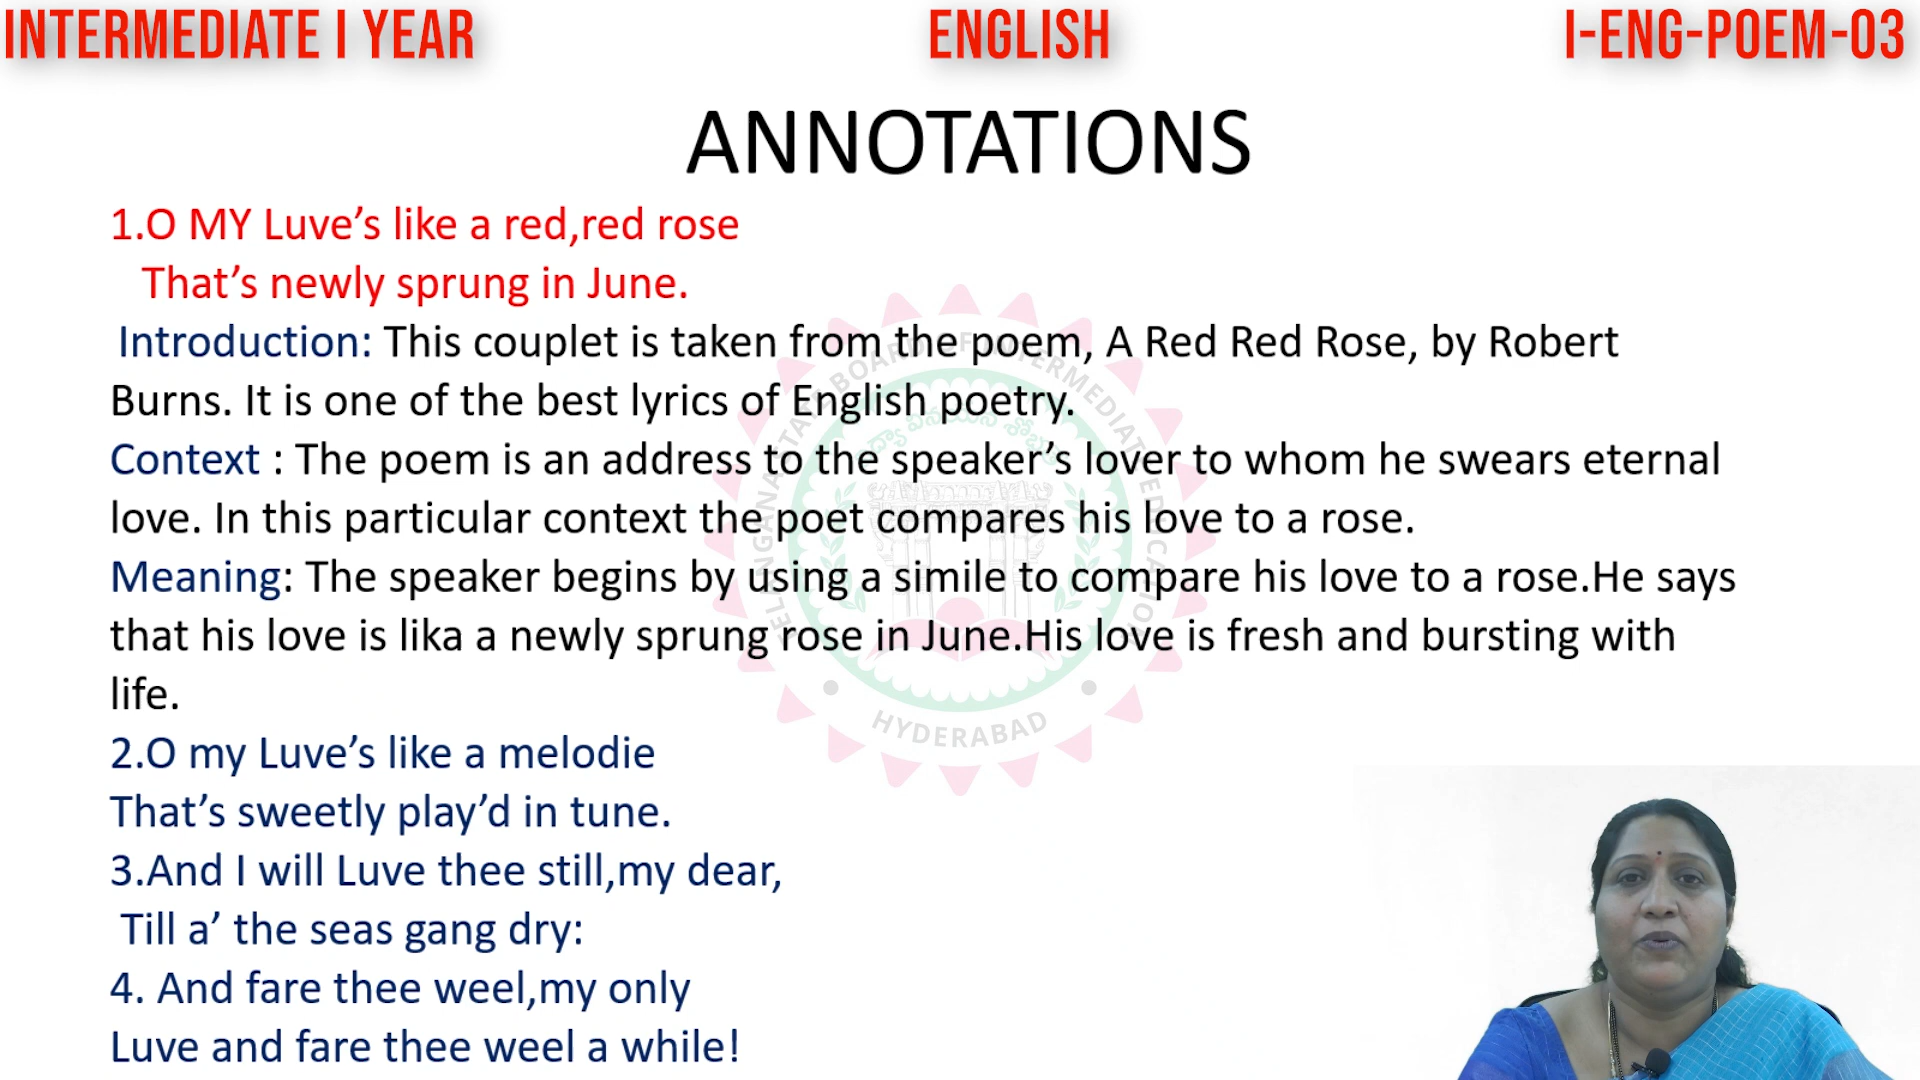 INTERMEDIATE I YEAR
ENGLISH
I-ENG-POEM-03
ANNOTATIONS
1.O MY Luve’s like a red,red rose
That’s newly sprung in June.
Introduction: This couplet is taken from the poem, A Red Red Rose, by Robert
Burns. It is one of the best lyrics of English poetry.
Context : The poem is an address to the speaker’s lover to whom he swears eternal
love. In this particular context the poet compares his love to a rose.
Meaning: The speaker begins by using a simile to compare his love to a rose.He says
that his love is lika a newly sprung rose in June.His love is fresh and bursting with
life.
2.O my Luve’s like a melodie
That’s sweetly play’d in tune.
3.And I will Luve thee still,my dear,
Till a’ the seas gang dry:
4. And fare thee weel,my only
Luve and fare thee weel a while!
TELANGANA STATE BOARD OF INTERMEDIATE EDUCATION
HYDERABAD